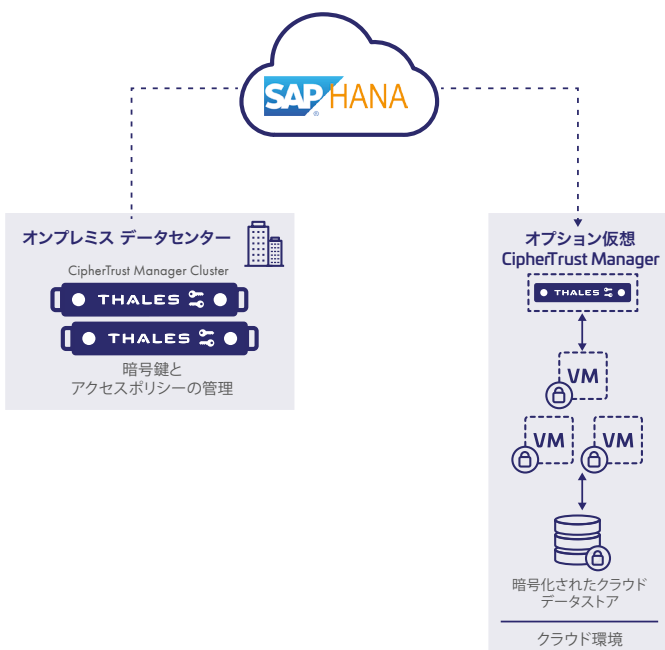 SAP HANA
®
オンプレミス データセンター
CipherTrust Manager Cluster
THALES
THALES
暗号鍵と
アクセスポリシーの管理
オプション仮想
CipherTrust Manager
THALES
VM
VM
VM
暗号化されたクラウド
データストア
クラウド環境